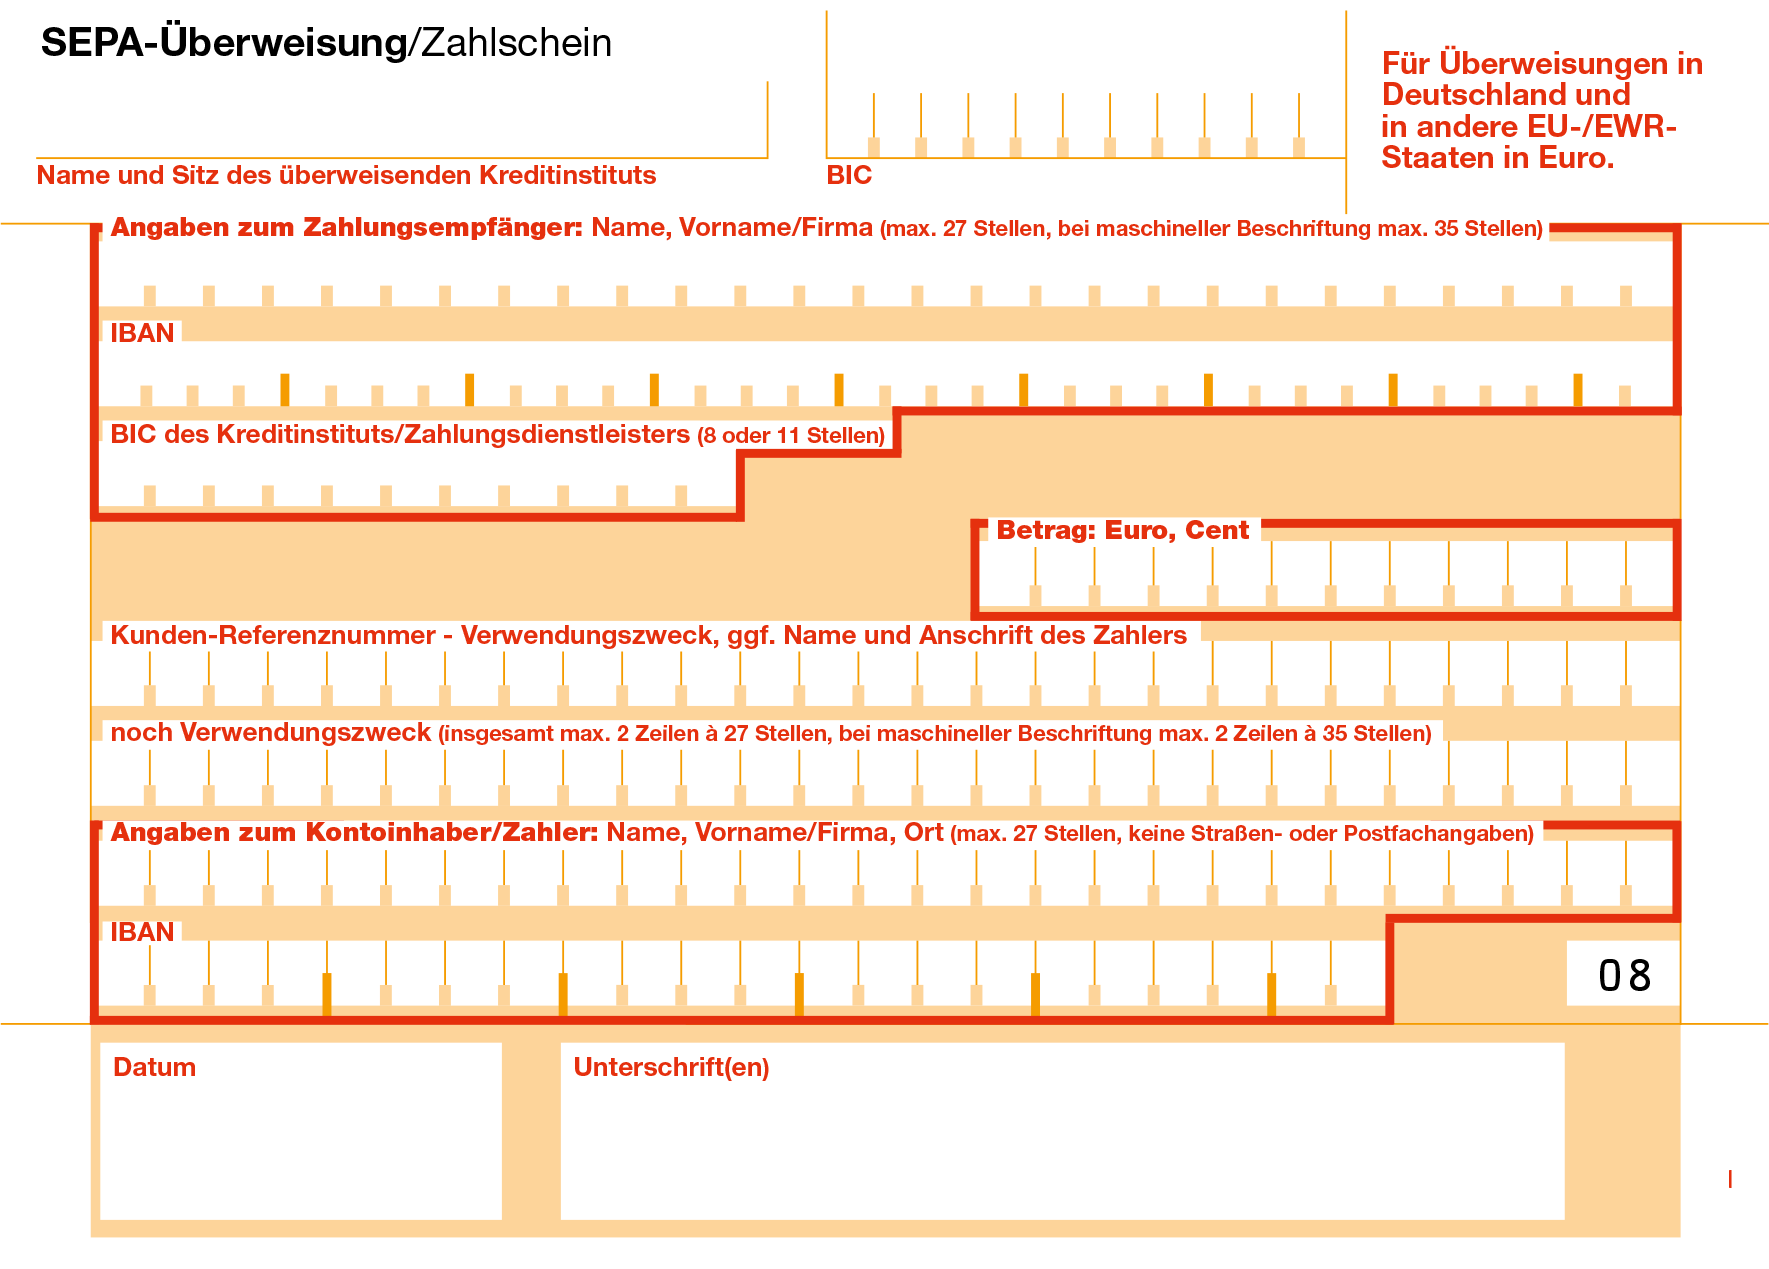 SEPA-Überweisung/Zahlschein
Für Überweisungen in
Deutschland und
in andere EU-/EWR-
Staaten in Euro.
Name und Sitz des überweisenden Kreditinstituts
BIC
Angaben zum Zahlungsempfänger: Name, Vorname/Firma (max. 27 Stellen, bei maschineller Beschriftung max. 35 Stellen)
IBAN
BIC des Kreditinstituts/Zahlungsdienstleisters (8 oder 11 Stellen)
Betrag: Euro, Cent
Kunden-Referenznummer - Verwendungszweck, ggf. Name und Anschrift des Zahlers
noch Verwendungszweck (insgesamt max. 2 Zeilen à 27 Stellen, bei maschineller Beschriftung max. 2 Zeilen à 35 Stellen)
Angaben zum Kontoinhaber/Zahler: Name, Vorname/Firma, Ort (max. 27 Stellen, keine Straßen- oder Postfachangaben)
IBAN
08
Datum
Unterschrift(en)
I